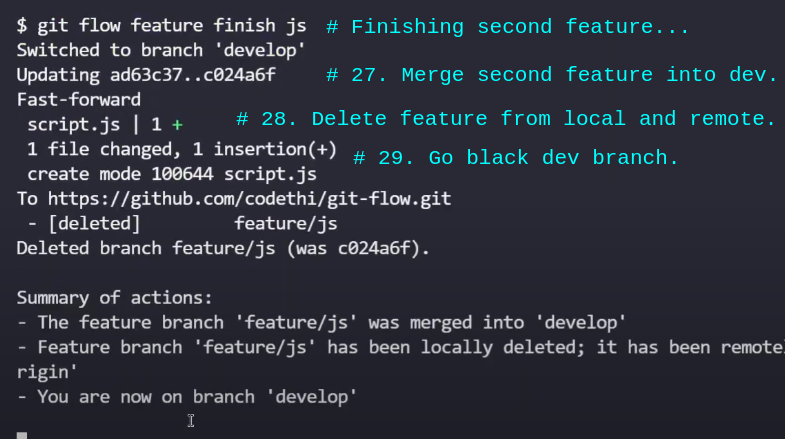 $ git flow feature finish js # Finishing second feature...
Switched to branch 'develop'
Updating ad63c37..c024a6f # 27. Merge second feature into dev.
Fast-forward
script.js | 1 + # 28. Delete feature from local and remote.
1 file changed, 1 insertion(+) # 29. Go black dev branch.
create mode 100644 script.js
To https://github.com/codethi/git-flow.git
- [deleted] feature/js
Deleted branch feature/js (was c024a6f).
Summary of actions:
- The feature branch 'feature/js' was merged into 'develop'
- Feature branch 'feature/js' has been locally deleted; it has been remote
rigin'
- You are now on branch 'develop'